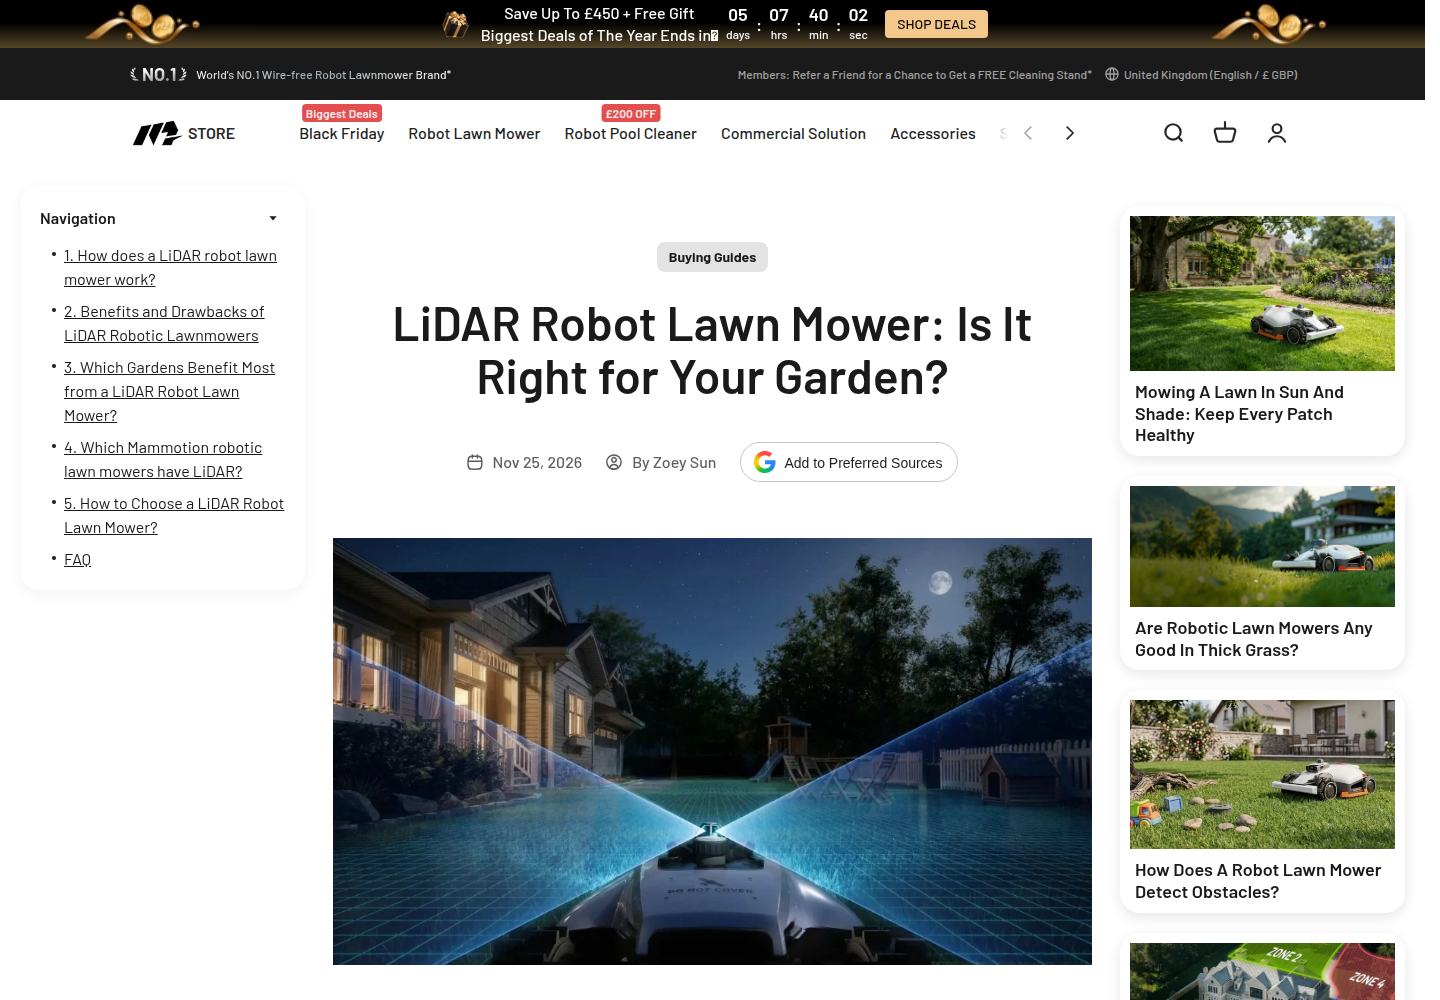 Save Up To £450 + Free Gift
Biggest Deals of The Year Ends in
05 : 07 : 40 : 02
days hrs min sec
SHOP DEALS
NO.1
World's NO.1 Wire-free Robot Lawnmower Brand*
Members: Refer a Friend for a Chance to Get a FREE Cleaning Stand*
United Kingdom (English / £ GBP)
STORE
Biggest Deals
£200 OFF
Black Friday
Robot Lawn Mower
Robot Pool Cleaner
Commercial Solution
Accessories
S
Navigation
1. How does a LiDAR robot lawn
mower work?
2. Benefits and Drawbacks of
LiDAR Robotic Lawnmowers
3. Which Gardens Benefit Most
from a LiDAR Robot Lawn
Mower?
4. Which Mammotion robotic
lawn mowers have LiDAR?
5. How to Choose a LiDAR Robot
Lawn Mower?
FAQ
Buying Guides
LiDAR Robot Lawn Mower: Is It
Right for Your Garden?
Nov 25, 2026
By Zoey Sun
Add to Preferred Sources
DO NOT COVER
Mowing A Lawn In Sun And
Shade: Keep Every Patch
Healthy
Are Robotic Lawn Mowers Any
Good In Thick Grass?
How Does A Robot Lawn Mower
Detect Obstacles?
ZONE 2
ZONE 4